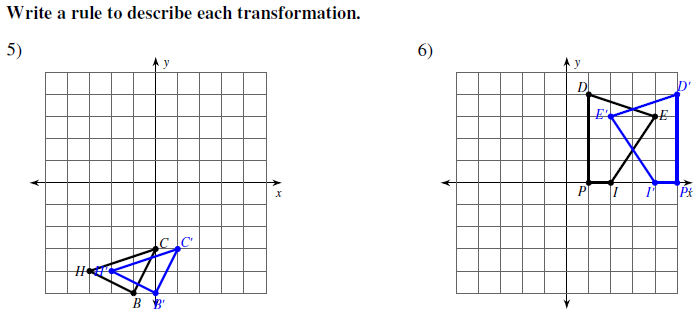 Write a rule to describe each transformation.
5)
y
x
C
C'
H
B
B'
6)
y
D
D'
E'
E
P
I
I'